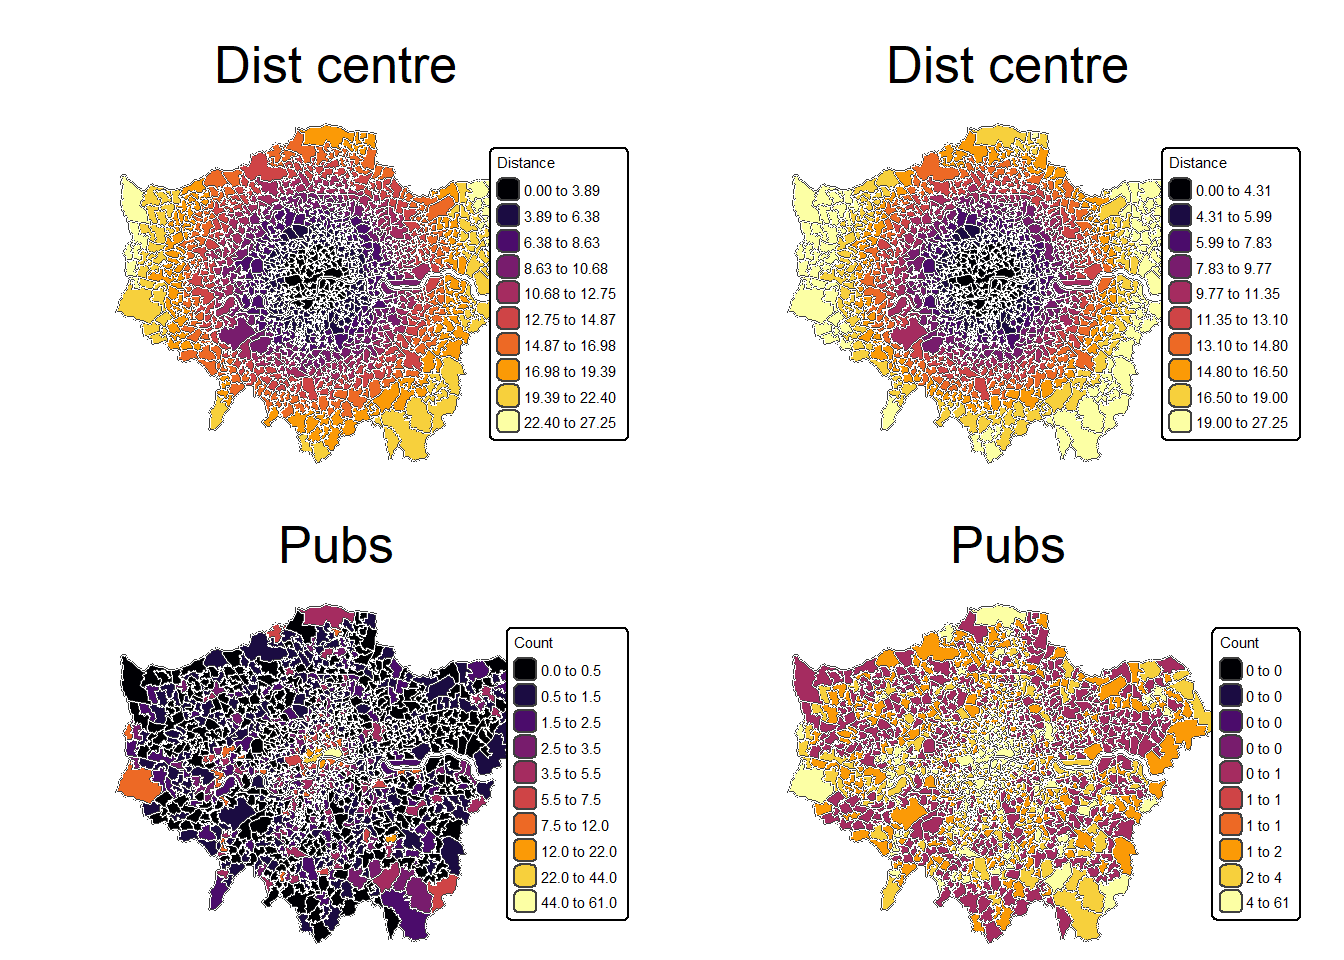 Dist centre
Distance
0.00 to 3.89
3.89 to 6.38
6.38 to 8.63
8.63 to 10.68
10.68 to 12.75
12.75 to 14.87
14.87 to 16.98
16.98 to 19.39
19.39 to 22.40
22.40 to 27.25
Dist centre
Distance
0.00 to 4.31
4.31 to 5.99
5.99 to 7.83
7.83 to 9.77
9.77 to 11.35
11.35 to 13.10
13.10 to 14.80
14.80 to 16.50
16.50 to 19.00
19.00 to 27.25
Pubs
Count
0.0 to 0.5
0.5 to 1.5
1.5 to 2.5
2.5 to 3.5
3.5 to 5.5
5.5 to 7.5
7.5 to 12.0
12.0 to 22.0
22.0 to 44.0
44.0 to 61.0
Pubs
Count
0 to 0
0 to 0
0 to 0
0 to 0
0 to 1
1 to 1
1 to 1
1 to 2
2 to 4
4 to 61